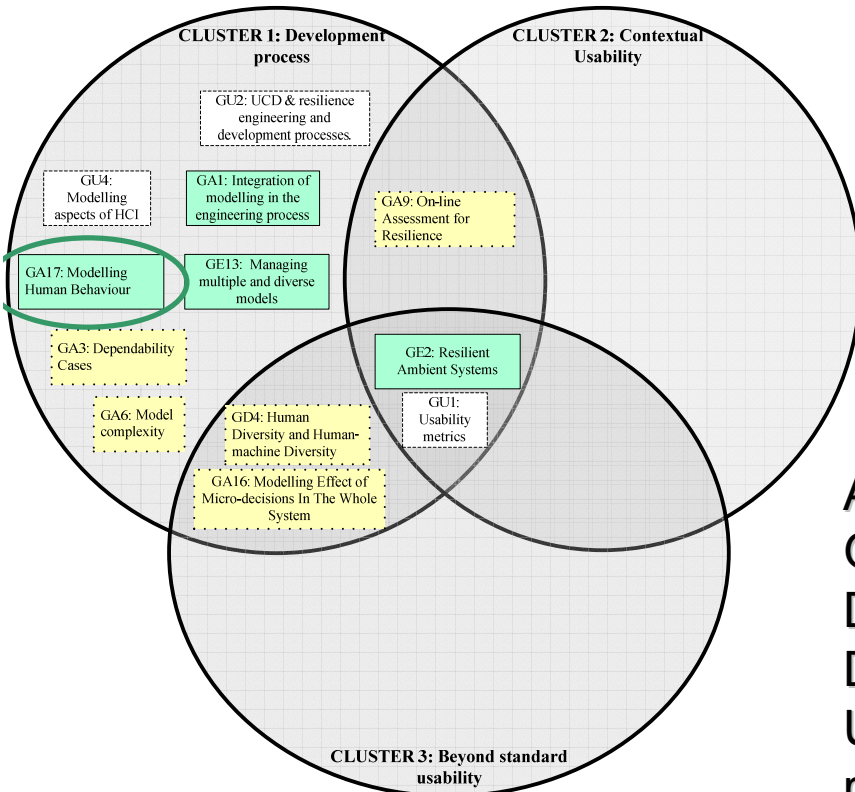 CLUSTER 1: Development
process
CLUSTER 2: Contextual
Usability
GU2: UCD & resilience
engineering and
development processes.
GU4:
Modelling
aspects of HCI
GA1: Integration of
modelling in the
engineering process
GA9: On-line
Assessment for
Resilience
GA17: Modelling
Human Behaviour
GE13: Managing
multiple and diverse
models
GA3: Dependability
Cases
GE2: Resilient
Ambient Systems
GA6: Model
complexity
GD4: Human
Diversity and Human-
machine Diversity
GU1:
Usability
metrics
GA16: Modelling Effect of
Micro-decisions In The Whole
System
CLUSTER 3: Beyond standard
usability